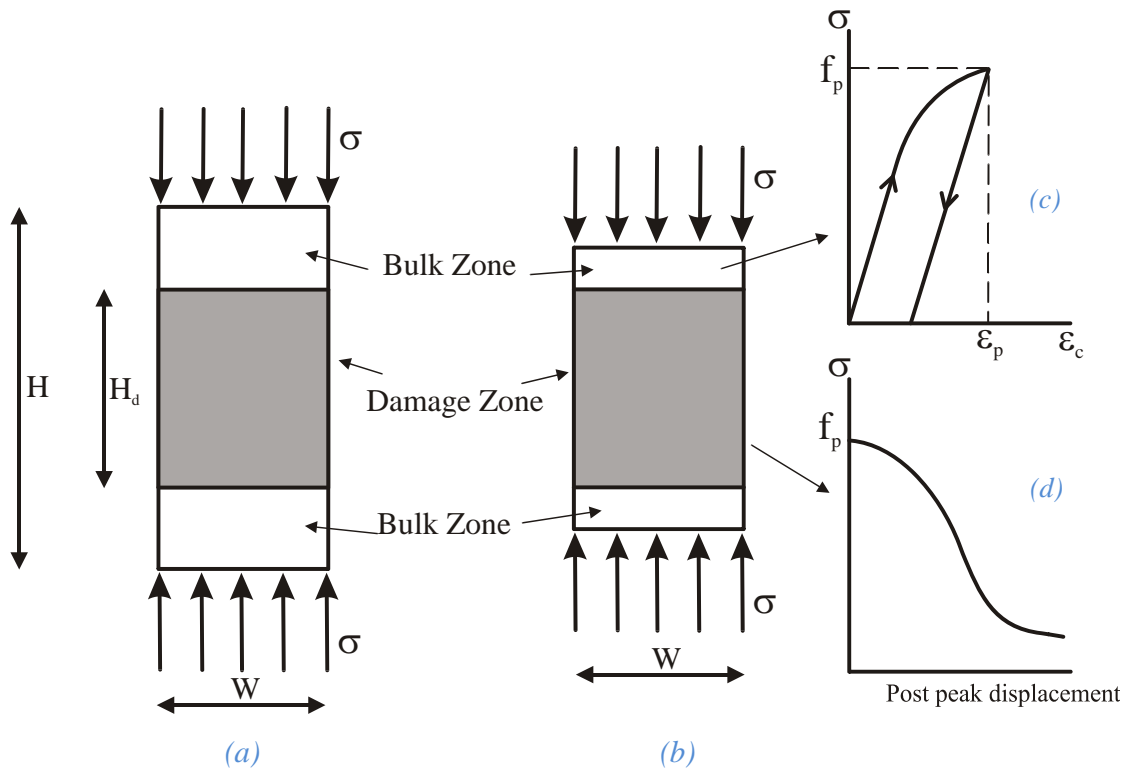 σ
σ
H
H_d
Bulk Zone
Damage Zone
Bulk Zone
σ
σ
W
W
(a)
(b)
σ
f_p
(c)
ε_p
ε_c
σ
f_p
(d)
Post peak displacement